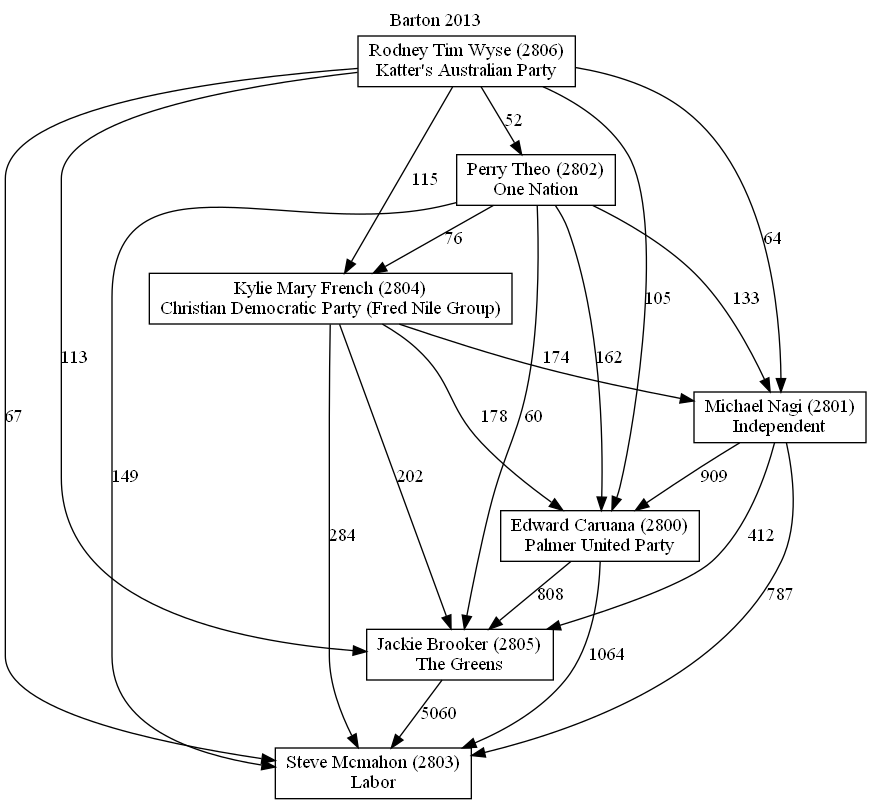 Barton 2013
Rodney Tim Wyse (2806)
Katter's Australian Party
52
Perry Theo (2802)
One Nation
115
76
64
Kylie Mary French (2804)
Christian Democratic Party (Fred Nile Group)
105
133
113
174
162
Michael Nagi (2801)
Independent
67
178
60
149
202
909
Edward Caruana (2800)
Palmer United Party
284
412
808
787
Jackie Brooker (2805)
The Greens
1064
5060
Steve Mcmahon (2803)
Labor